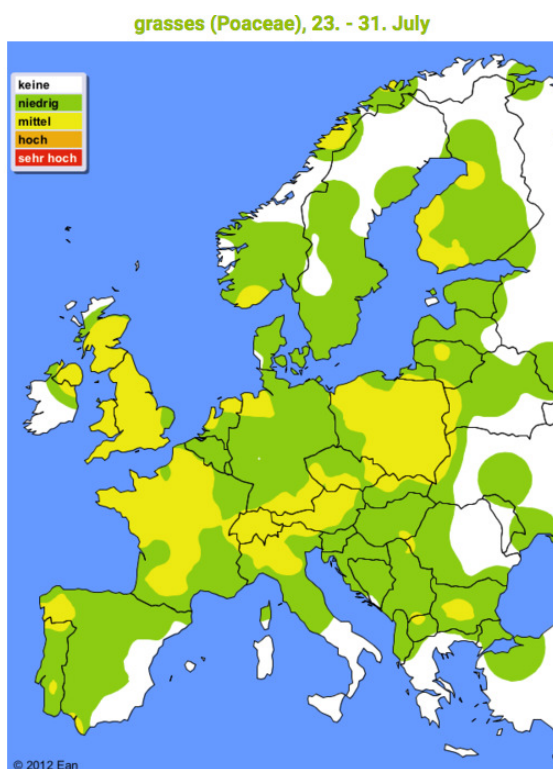 grasses (Poaceae), 23. - 31. July
keine
niedrig
mittel
hoch
sehr hoch
© 2012 Ean